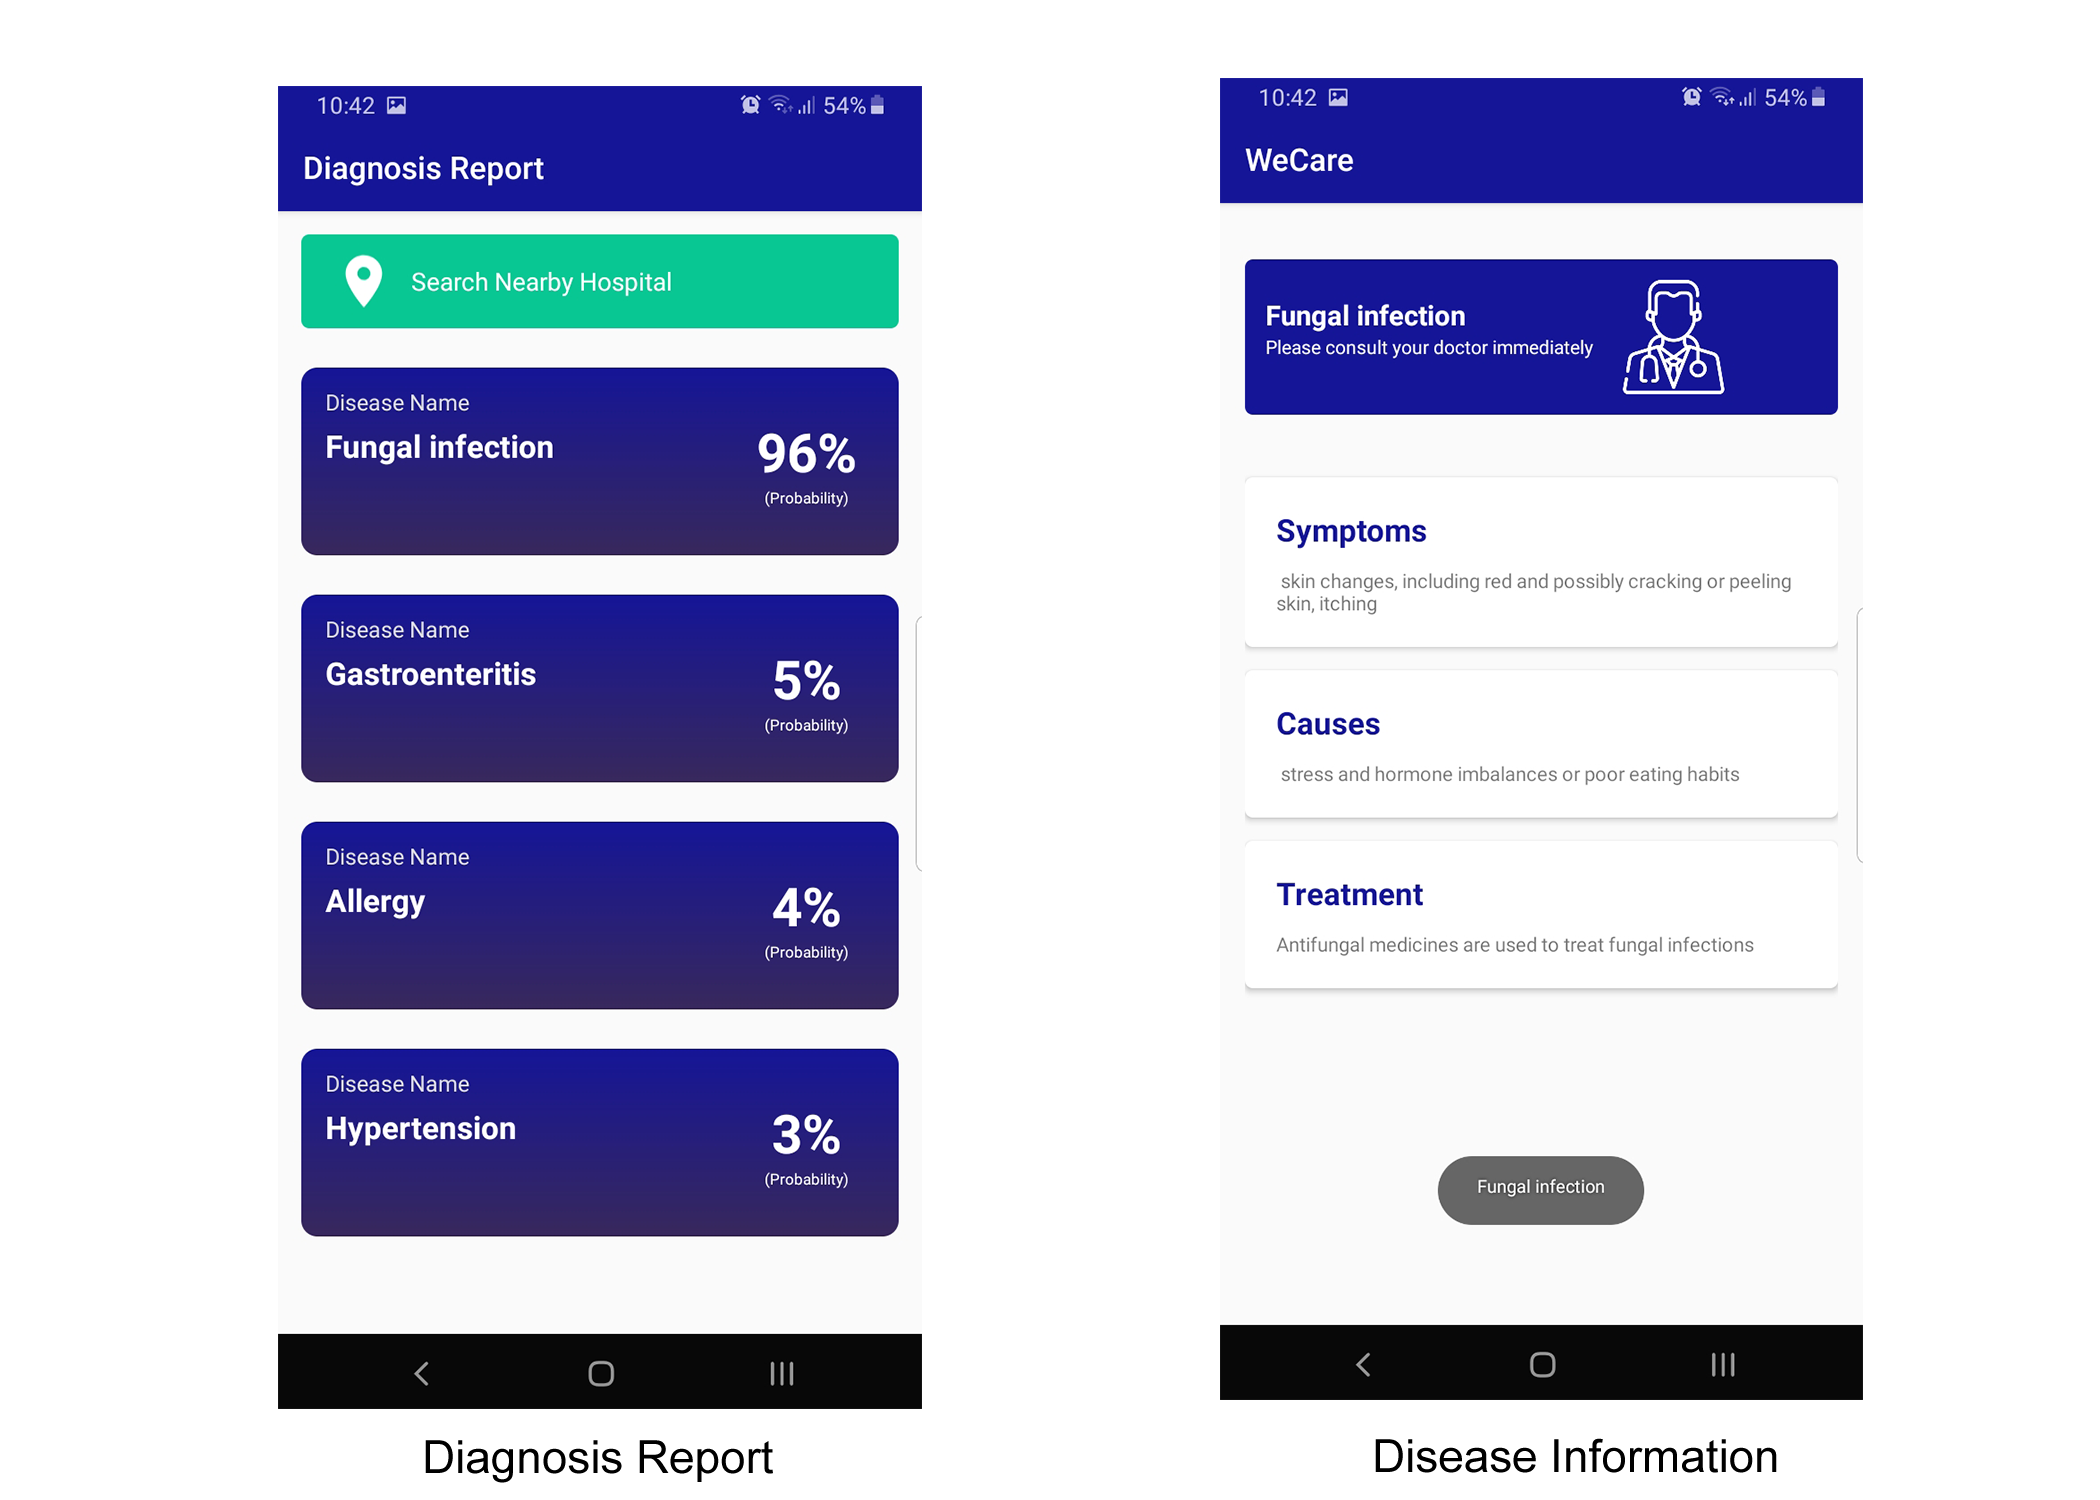 10:42
54%
Diagnosis Report
Search Nearby Hospital
Disease Name
Fungal infection
96%
(Probability)
Disease Name
Gastroenteritis
5%
(Probability)
Disease Name
Allergy
4%
(Probability)
Disease Name
Hypertension
3%
(Probability)
Diagnosis Report
10:42
54%
WeCare
Fungal infection
Please consult your doctor immediately
Symptoms
skin changes, including red and possibly cracking or peeling
skin, itching
Causes
stress and hormone imbalances or poor eating habits
Treatment
Antifungal medicines are used to treat fungal infections
Fungal infection
Disease Information